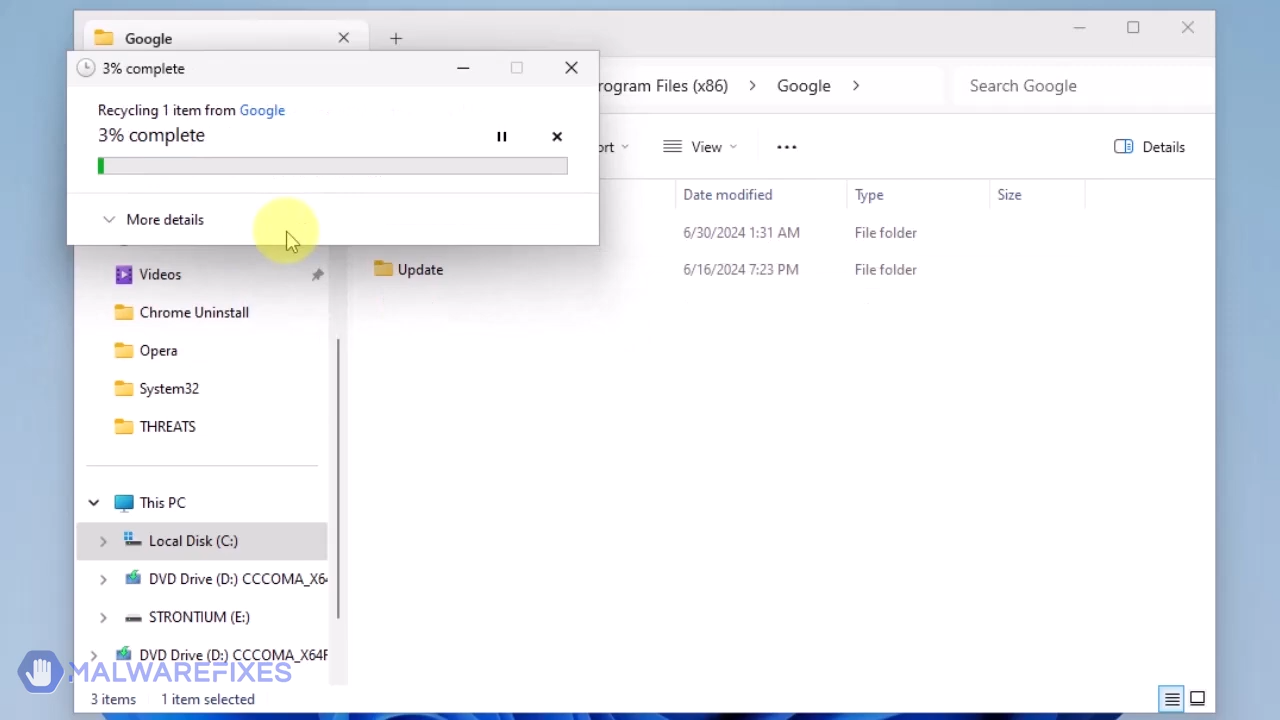 Google
3% complete
Recycling 1 item from Google
3% complete
More details
rogram Files (x86) > Google >
Search Google
ort
View
Details
Date modified
Type
Size
6/30/2024 1:31 AM
File folder
Update
6/16/2024 7:23 PM
File folder
Videos
Chrome Uninstall
Opera
System32
THREATS
This PC
Local Disk (C:)
DVD Drive (D:) CCCOMA_X64
STRONTIUM (E:)
DVD Drive (D:) CCCOMA_X64F
MALWAREFIXES
3 items
1 item selected